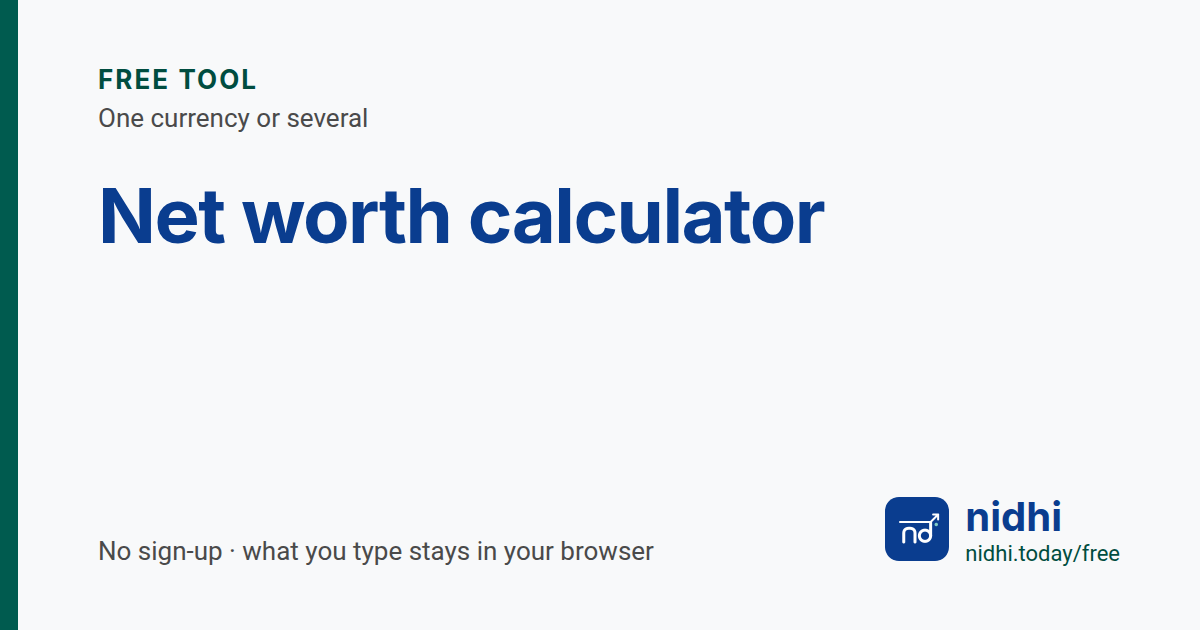 FREE TOOL
One currency or several
Net worth calculator
No sign-up · what you type stays in your browser
nd
nidhi
nidhi.today/free